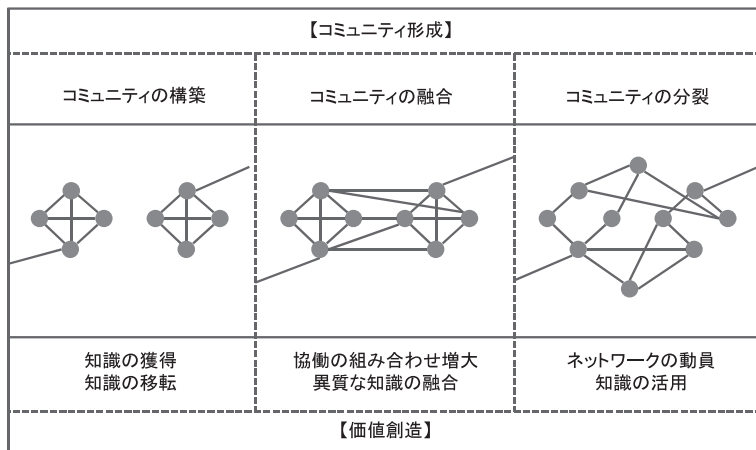 【コミュニティ形成】
コミュニティの構築
コミュニティの融合
コミュニティの分裂
知識の獲得
知識の移転
協働の組み合わせ増大
異質な知識の融合
ネットワークの動員
知識の活用
【価値創造】